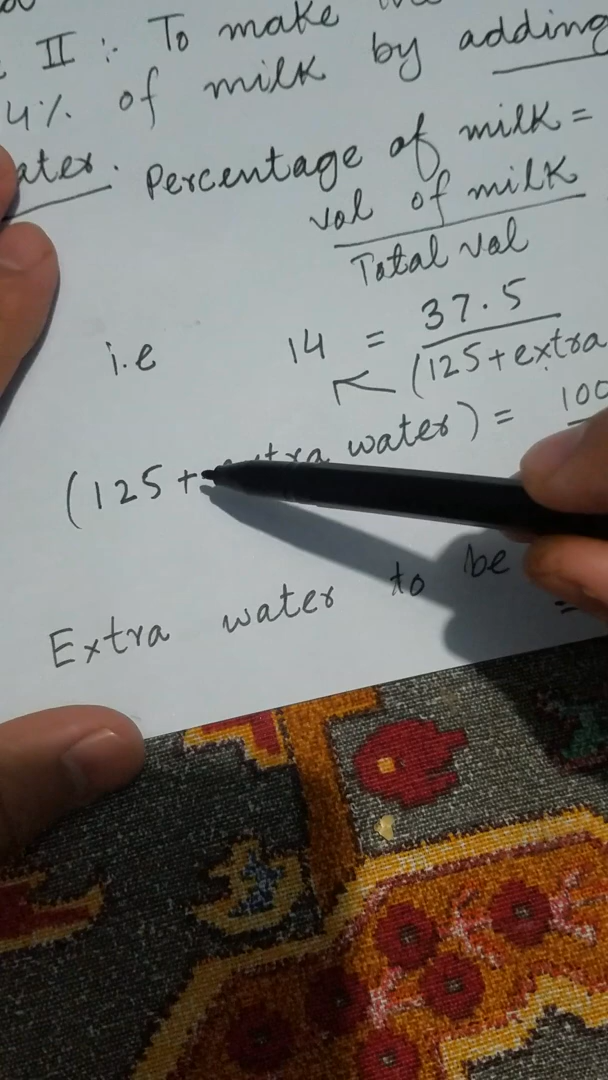 II :- To make
4% of milk by adding
ater. Percentage of milk =
vol of milk
Total vol
i.e 14 = 37.5
(125 + extra
(125 + extra water) = 100
Extra water to be
=